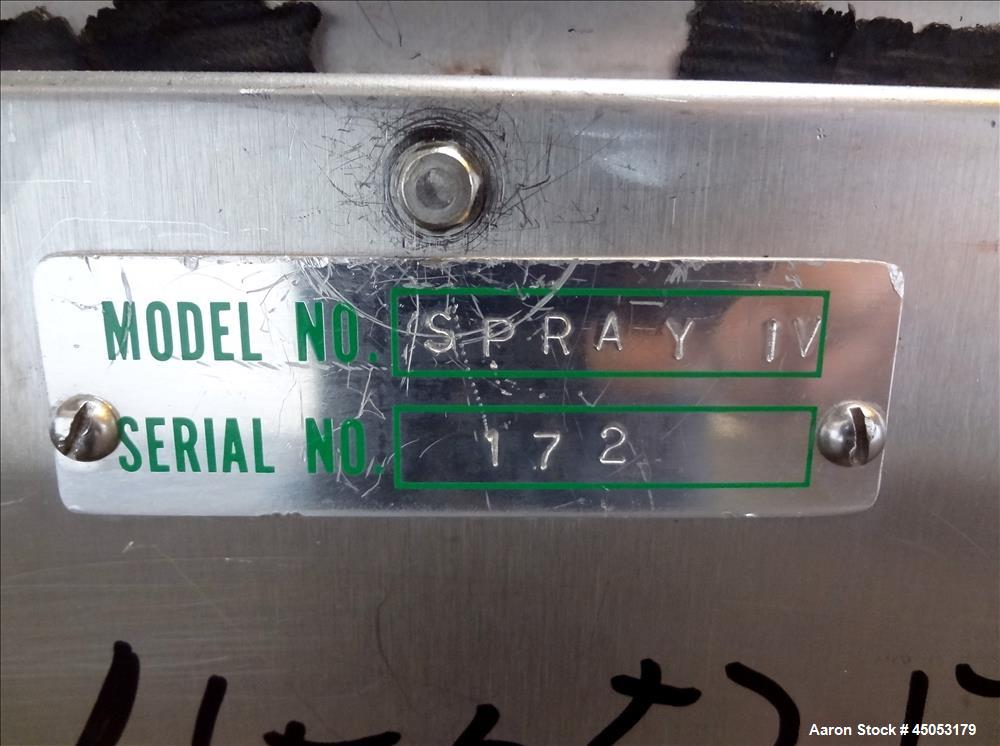 MODEL NO. SPRAY IV
SERIAL NO. 172
Aaron Stock # 45053179